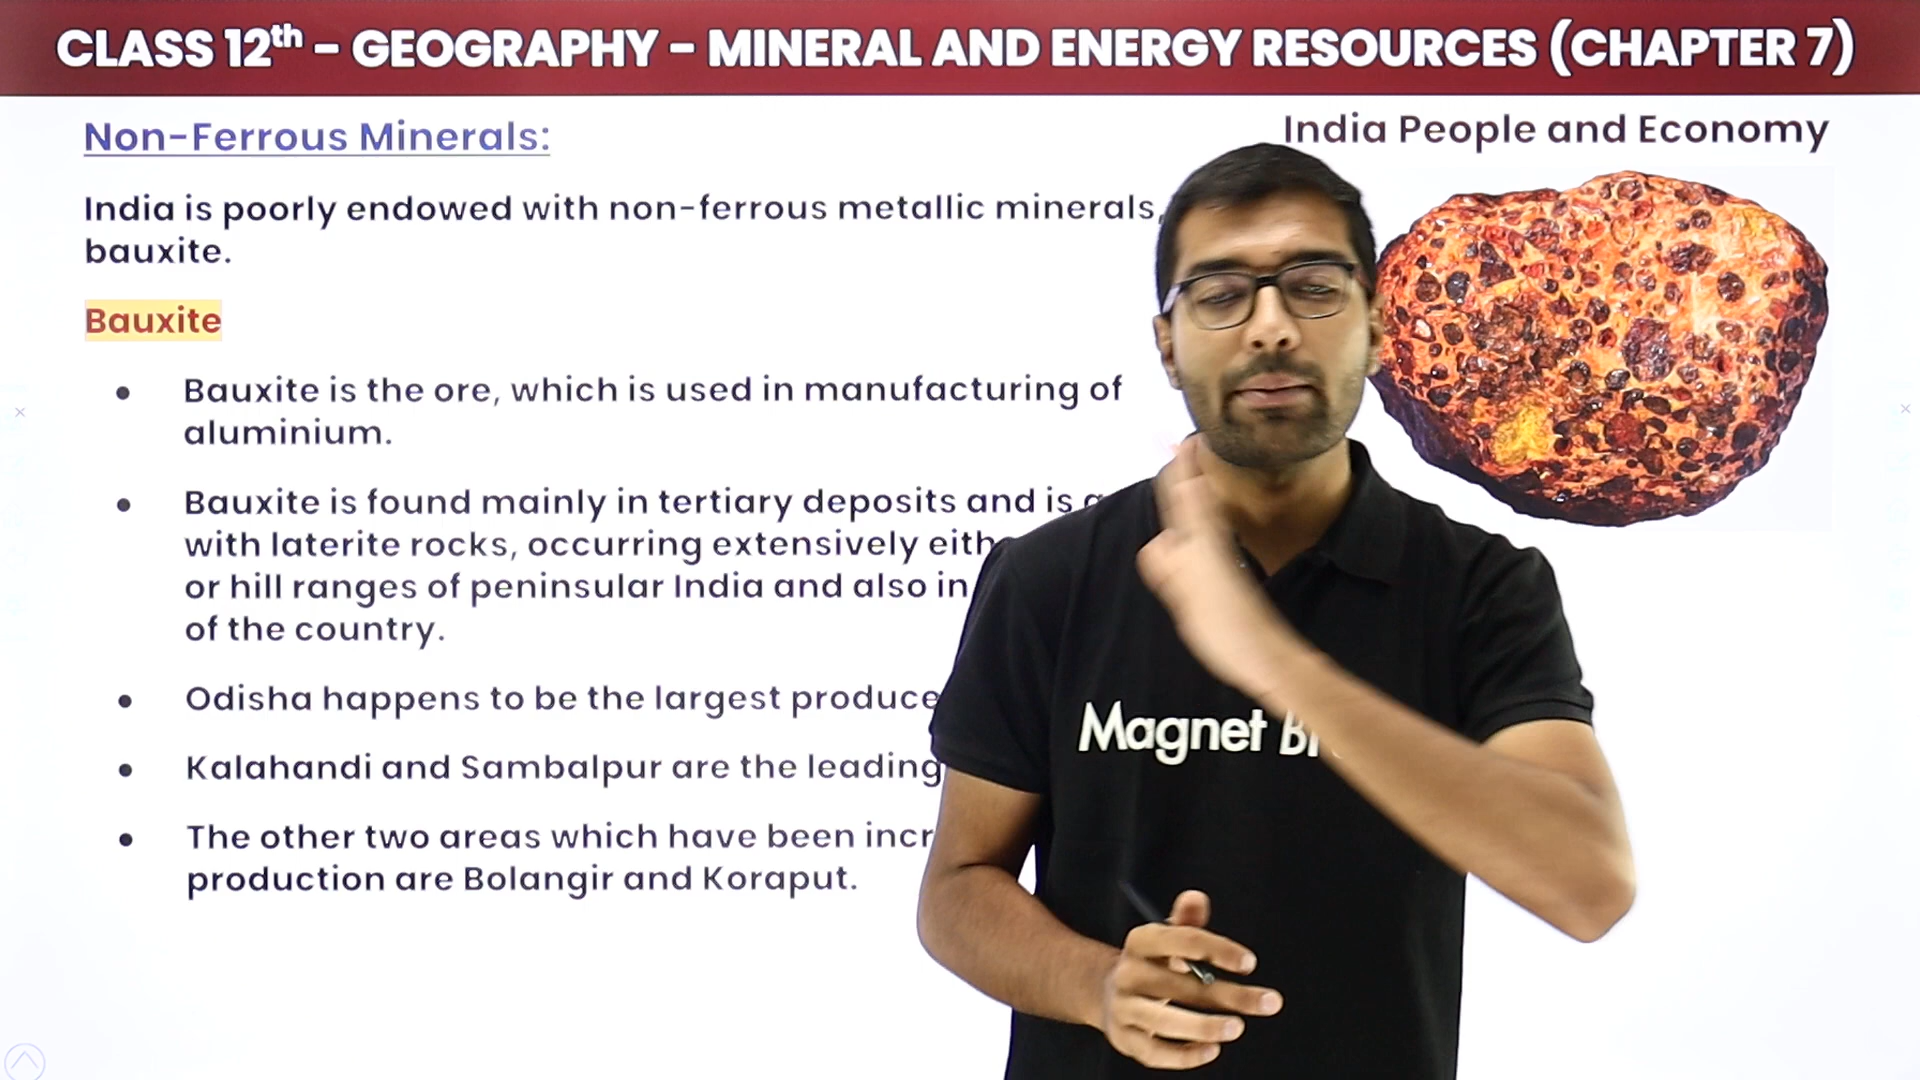 CLASS 12th – GEOGRAPHY – MINERAL AND ENERGY RESOURCES (CHAPTER 7)
Non-Ferrous Minerals:
India People and Economy
India is poorly endowed with non-ferrous metallic minerals,
bauxite.
Bauxite
• Bauxite is the ore, which is used in manufacturing of
aluminium.
• Bauxite is found mainly in tertiary deposits and is
with laterite rocks, occurring extensively
or hill ranges of peninsular India and also in
of the country.
• Odisha happens to be the largest
• Kalahandi and Sambalpur are the leading
• The other two areas which have been
production are Bolangir and Koraput.
Magnet